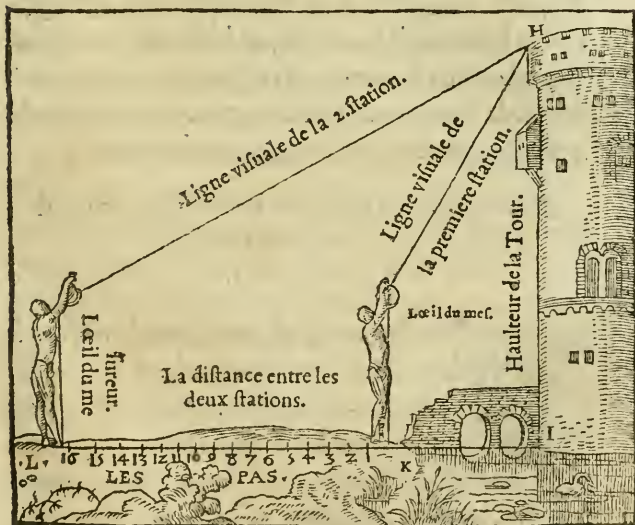 H
Ligne viſuale de la 2. ſtation.
Ligne viſuale de
la premiere ſtation.
Haulteur de la Tour.
Lœil du meſ.
Lœil du me
ſureur.
La diſtance entre les
deux ſtations.
I
.L. 16 15 14 13 12 11 10 9 8 7 6 5 4 3 2 1 K
LES PAS.